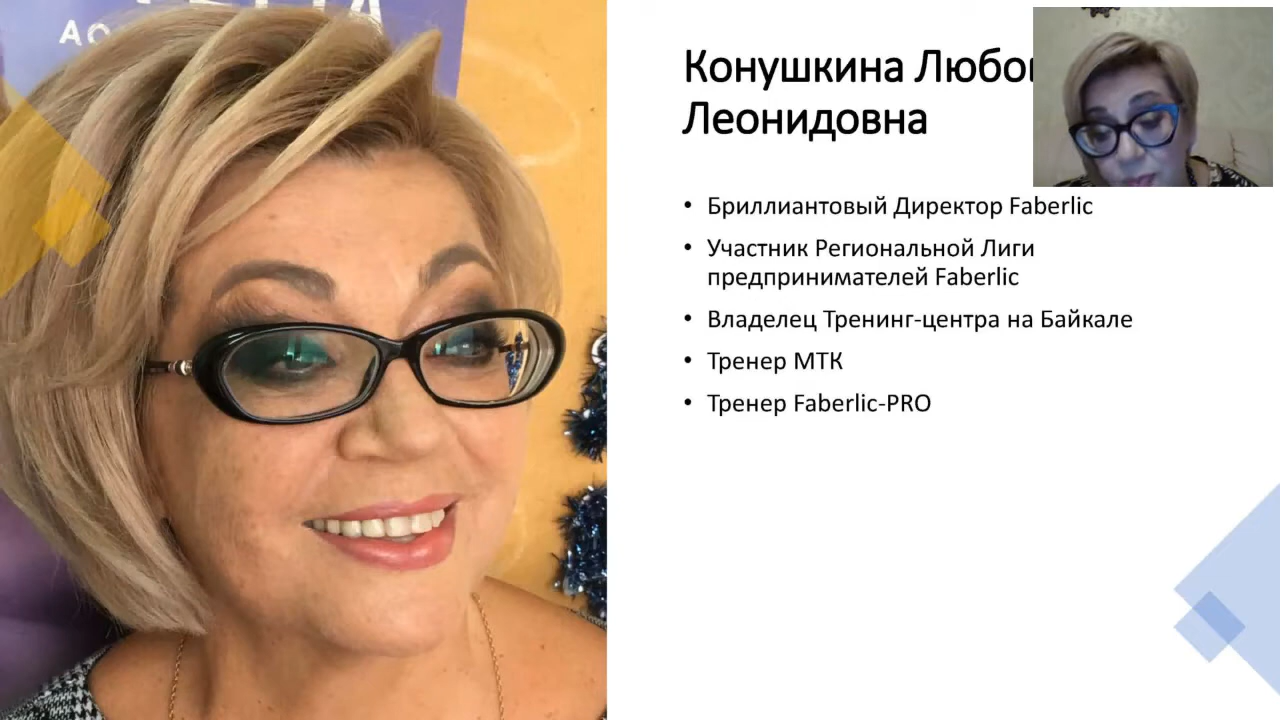 Конушкина Любо
Леонидовна
• Бриллиантовый Директор Faberlic
• Участник Региональной Лиги
предпринимателей Faberlic
• Владелец Тренинг-центра на Байкале
• Тренер МТК
• Тренер Faberlic-PRO